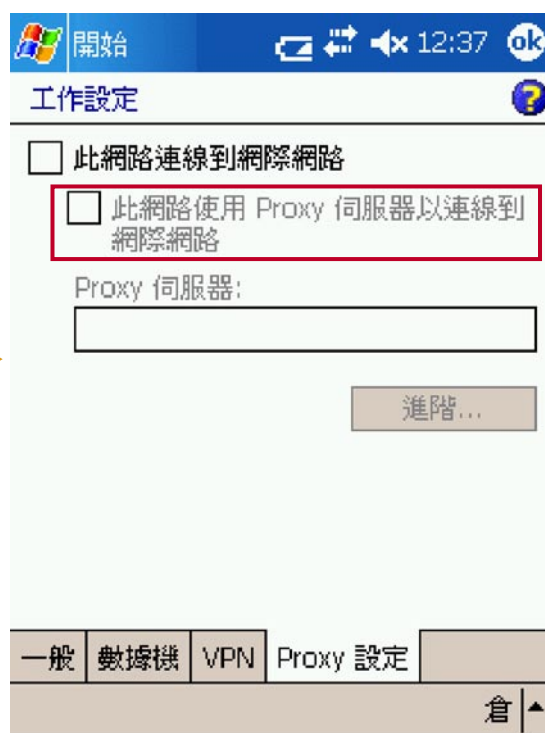 開始 12:37 ok
工作設定 ?
此網路連線到網際網路
此網路使用 Proxy 伺服器以連線到
網際網路
Proxy 伺服器:
進階...
一般 數據機 VPN Proxy 設定
倉